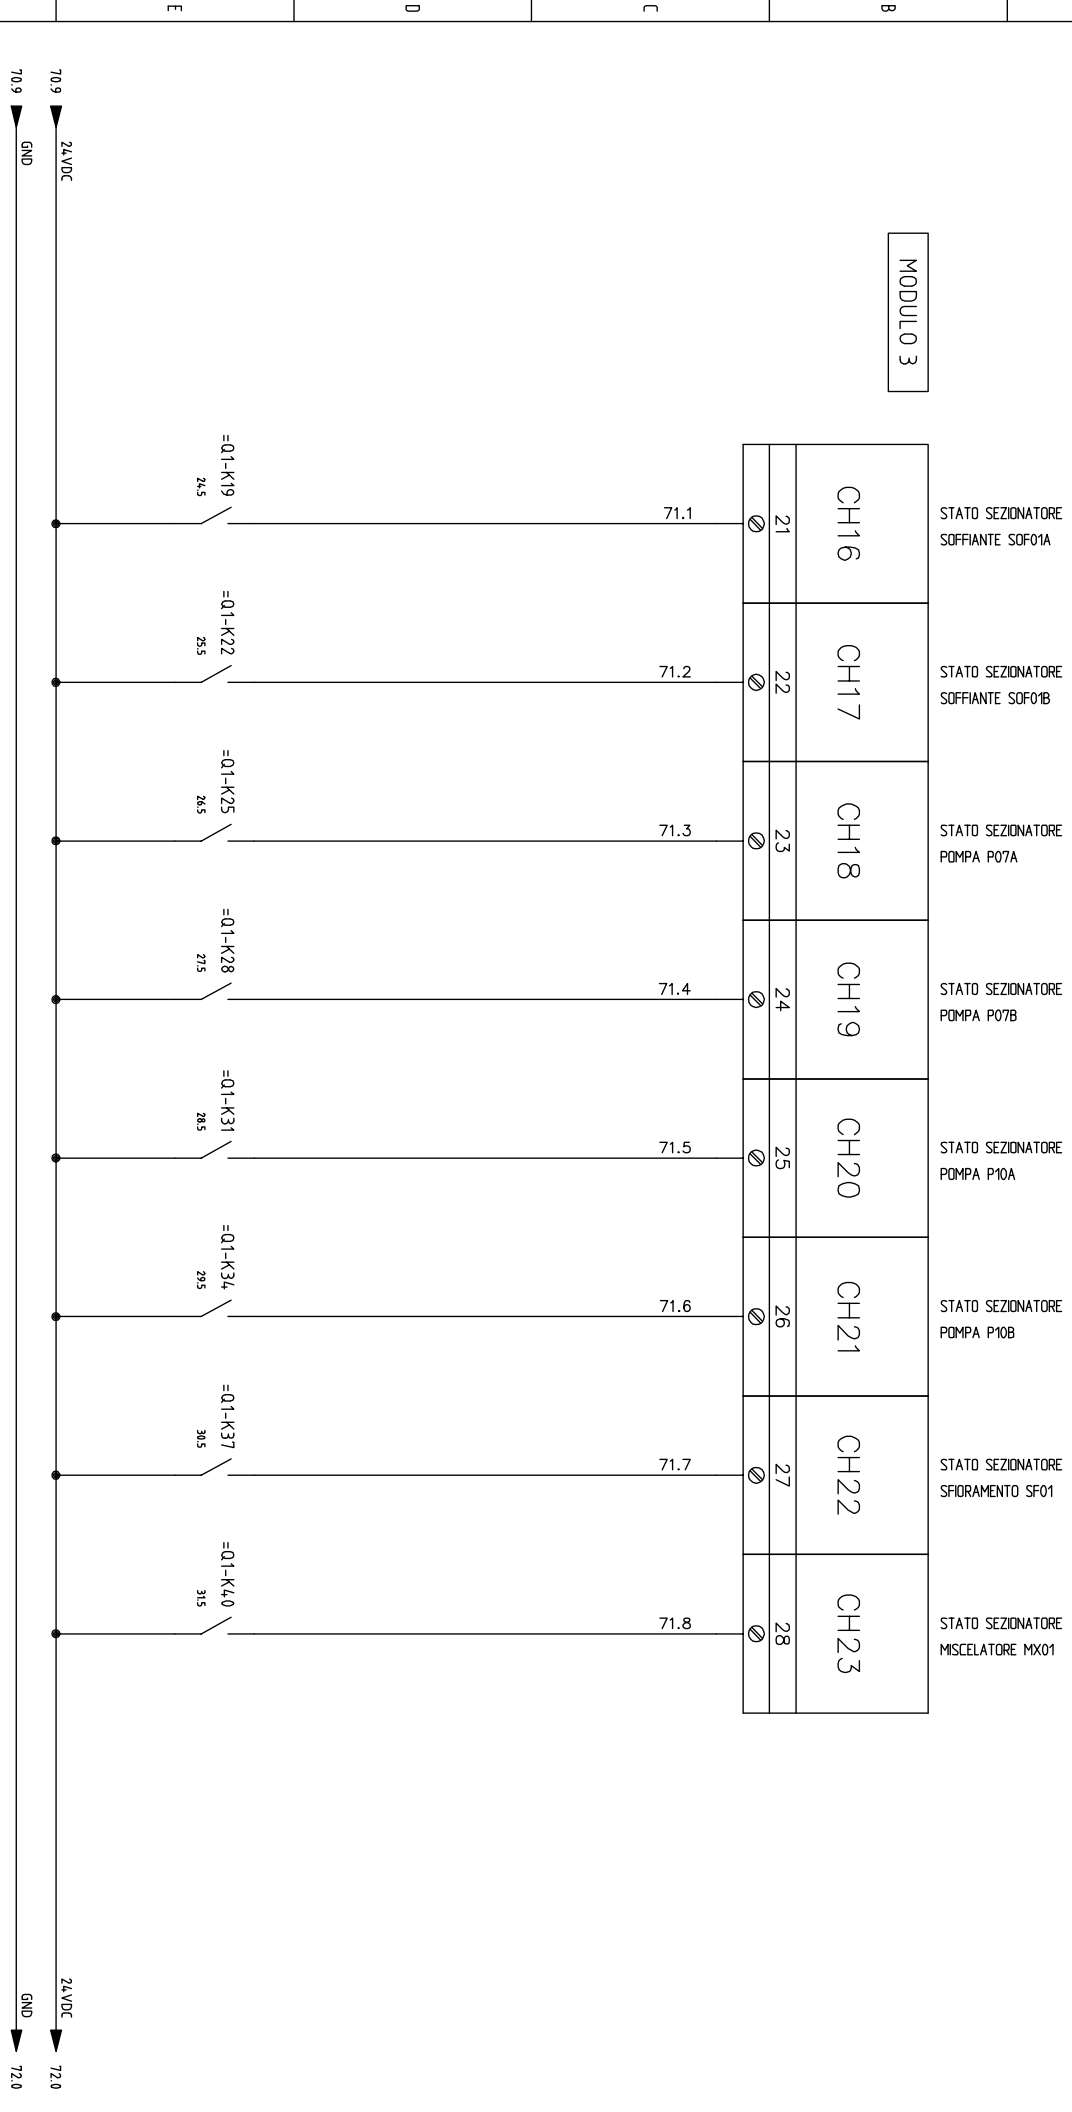 E
D
C
B
70.9
70.9
GND
24VDC
MODULO 3
STATO SEZIONATORE
SOFFIANTE SOF01A
CH16
21
71.1
=Q1-K19
24.5
STATO SEZIONATORE
SOFFIANTE SOF01B
CH17
22
71.2
=Q1-K22
25.5
STATO SEZIONATORE
POMPA P07A
CH18
23
71.3
=Q1-K25
26.5
STATO SEZIONATORE
POMPA P07B
CH19
24
71.4
=Q1-K28
27.5
STATO SEZIONATORE
POMPA P10A
CH20
25
71.5
=Q1-K31
28.5
STATO SEZIONATORE
POMPA P10B
CH21
26
71.6
=Q1-K34
29.5
STATO SEZIONATORE
SFIORAMENTO SF01
CH22
27
71.7
=Q1-K37
30.5
STATO SEZIONATORE
MISCELATORE MX01
CH23
28
71.8
=Q1-K40
31.5
24VDC
GND
72.0
72.0